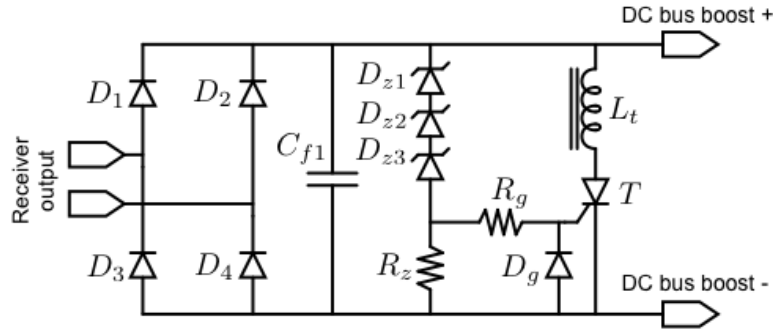 DC bus boost +
D1
D2
Dz1
Dz2
Dz3
Cf1
Lt
Receiver
output
Rg
T
D3
D4
Rz
Dg
DC bus boost -